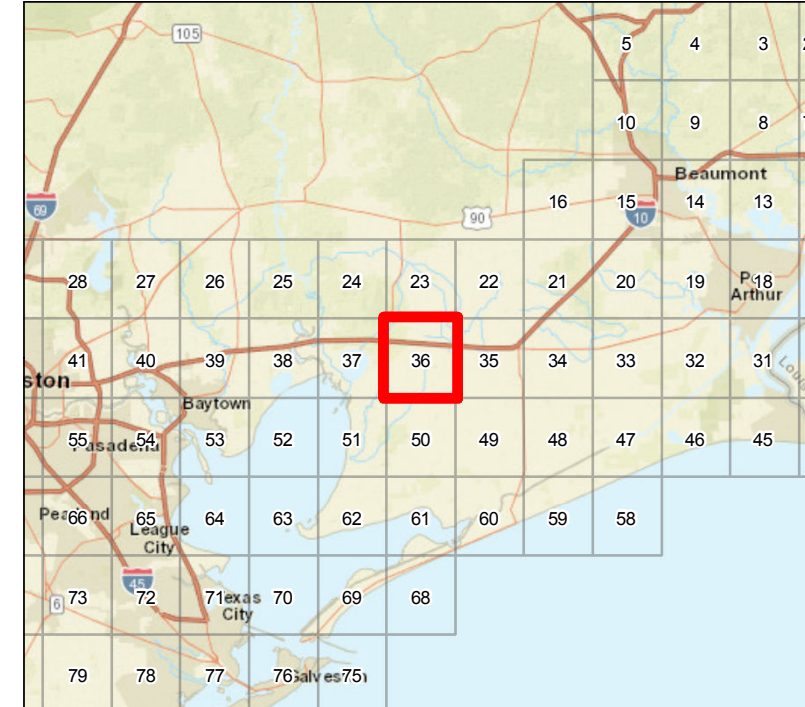 105
5 4 3
10 9 8
Beaumont
69
16 15 14 13
90
10
28 27 26 25 24 23 22 21 20 19 18
Arthur
41 40 39 38 37 36 35 34 33 32 31
ston
Baytown
55 54 53 52 51 50 49 48 47 46 45
Pasadena
66 65 64 63 62 61 60 59 58
League
City
45
6 73 72 71 70 69 68
Texas
City
79 78 77 76 75
Galveston